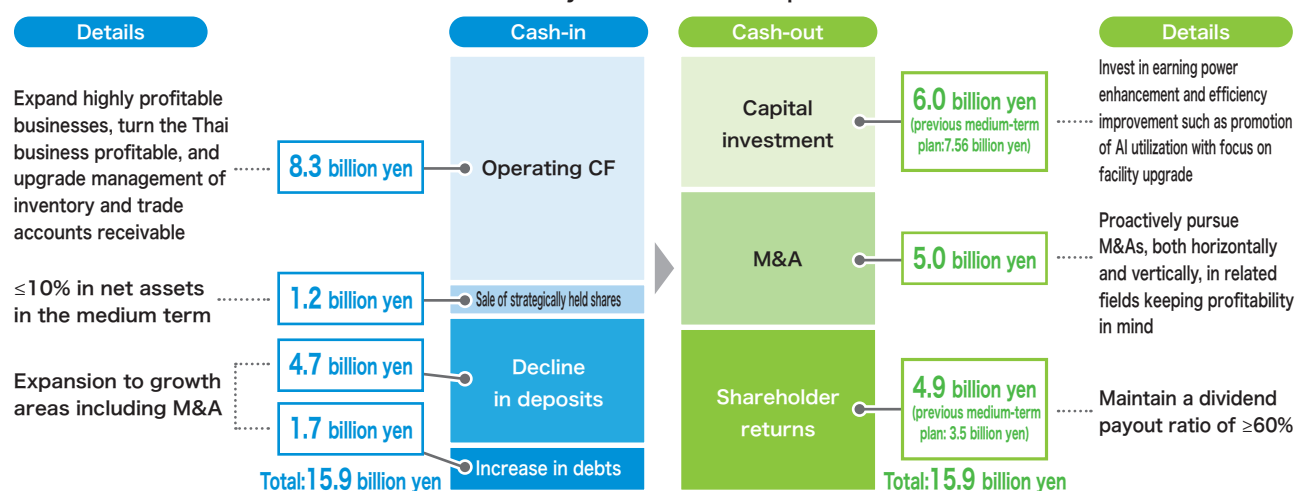 Details
Cash-in
Cash-out
Details
Expand highly profitable
businesses, turn the Thai
business profitable, and
upgrade management of
inventory and trade
accounts receivable
8.3 billion yen
Operating CF
≤10% in net assets
in the medium term
1.2 billion yen
Sale of strategically held shares
Expansion to growth
areas including M&A
4.7 billion yen
Decline
in deposits
1.7 billion yen
Increase in debts
Total:15.9 billion yen
Capital
investment
6.0 billion yen
(previous medium-term
plan:7.56 billion yen)
Invest in earning power
enhancement and efficiency
improvement such as promotion
of AI utilization with focus on
facility upgrade
M&A
5.0 billion yen
Proactively pursue
M&As, both horizontally
and vertically, in related
fields keeping profitability
in mind
Shareholder
returns
4.9 billion yen
(previous medium-term
plan: 3.5 billion yen)
Maintain a dividend
payout ratio of ≥60%
Total:15.9 billion yen